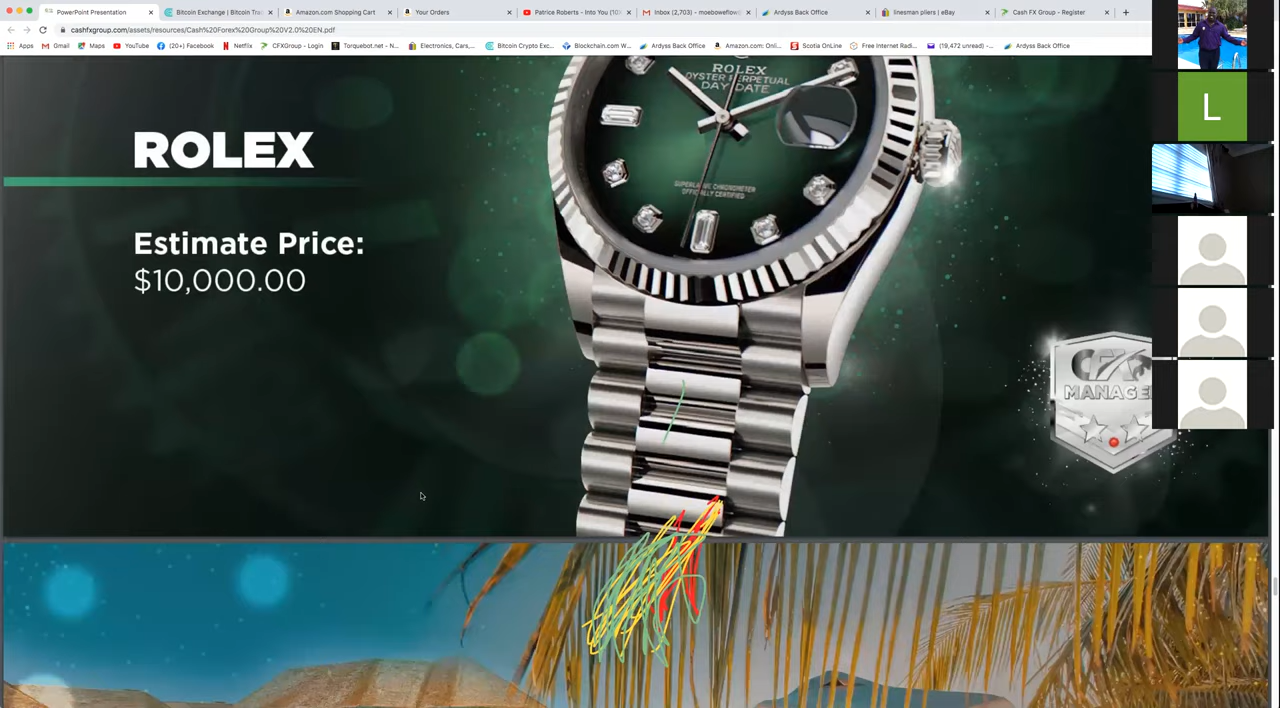 PowerPoint Presentation
Bitcoin Exchange | Bitcoin Tra
Amazon.com Shopping Cart
Your Orders
Patrice Roberts - Into You (10
Inbox (2,703) - moeboweflow
Ardyss Back Office
linesman pliers | eBay
Cash FX Group - Register
cashfxgroup.com/assets/resources/Cash%20Forex%20Group%20V2.0%20EN.pdf
Apps
Gmail
Maps
YouTube
(20+) Facebook
Netflix
CFXGroup - Login
Torquebot.net - N...
Electronics, Cars,...
Bitcoin Crypto Exc...
Blockchain.com W...
Ardyss Back Office
Amazon.com: Onli...
Scotia OnLine
Free Internet Radi...
(19,472 unread) -...
Ardyss Back Office
L
ROLEX
Estimate Price:
$10,000.00
ROLEX
OYSTER PERPETUAL
DAY-DATE
SUPERLATIVE CHRONOMETER
OFFICIALLY CERTIFIED
CFX
MANAGE